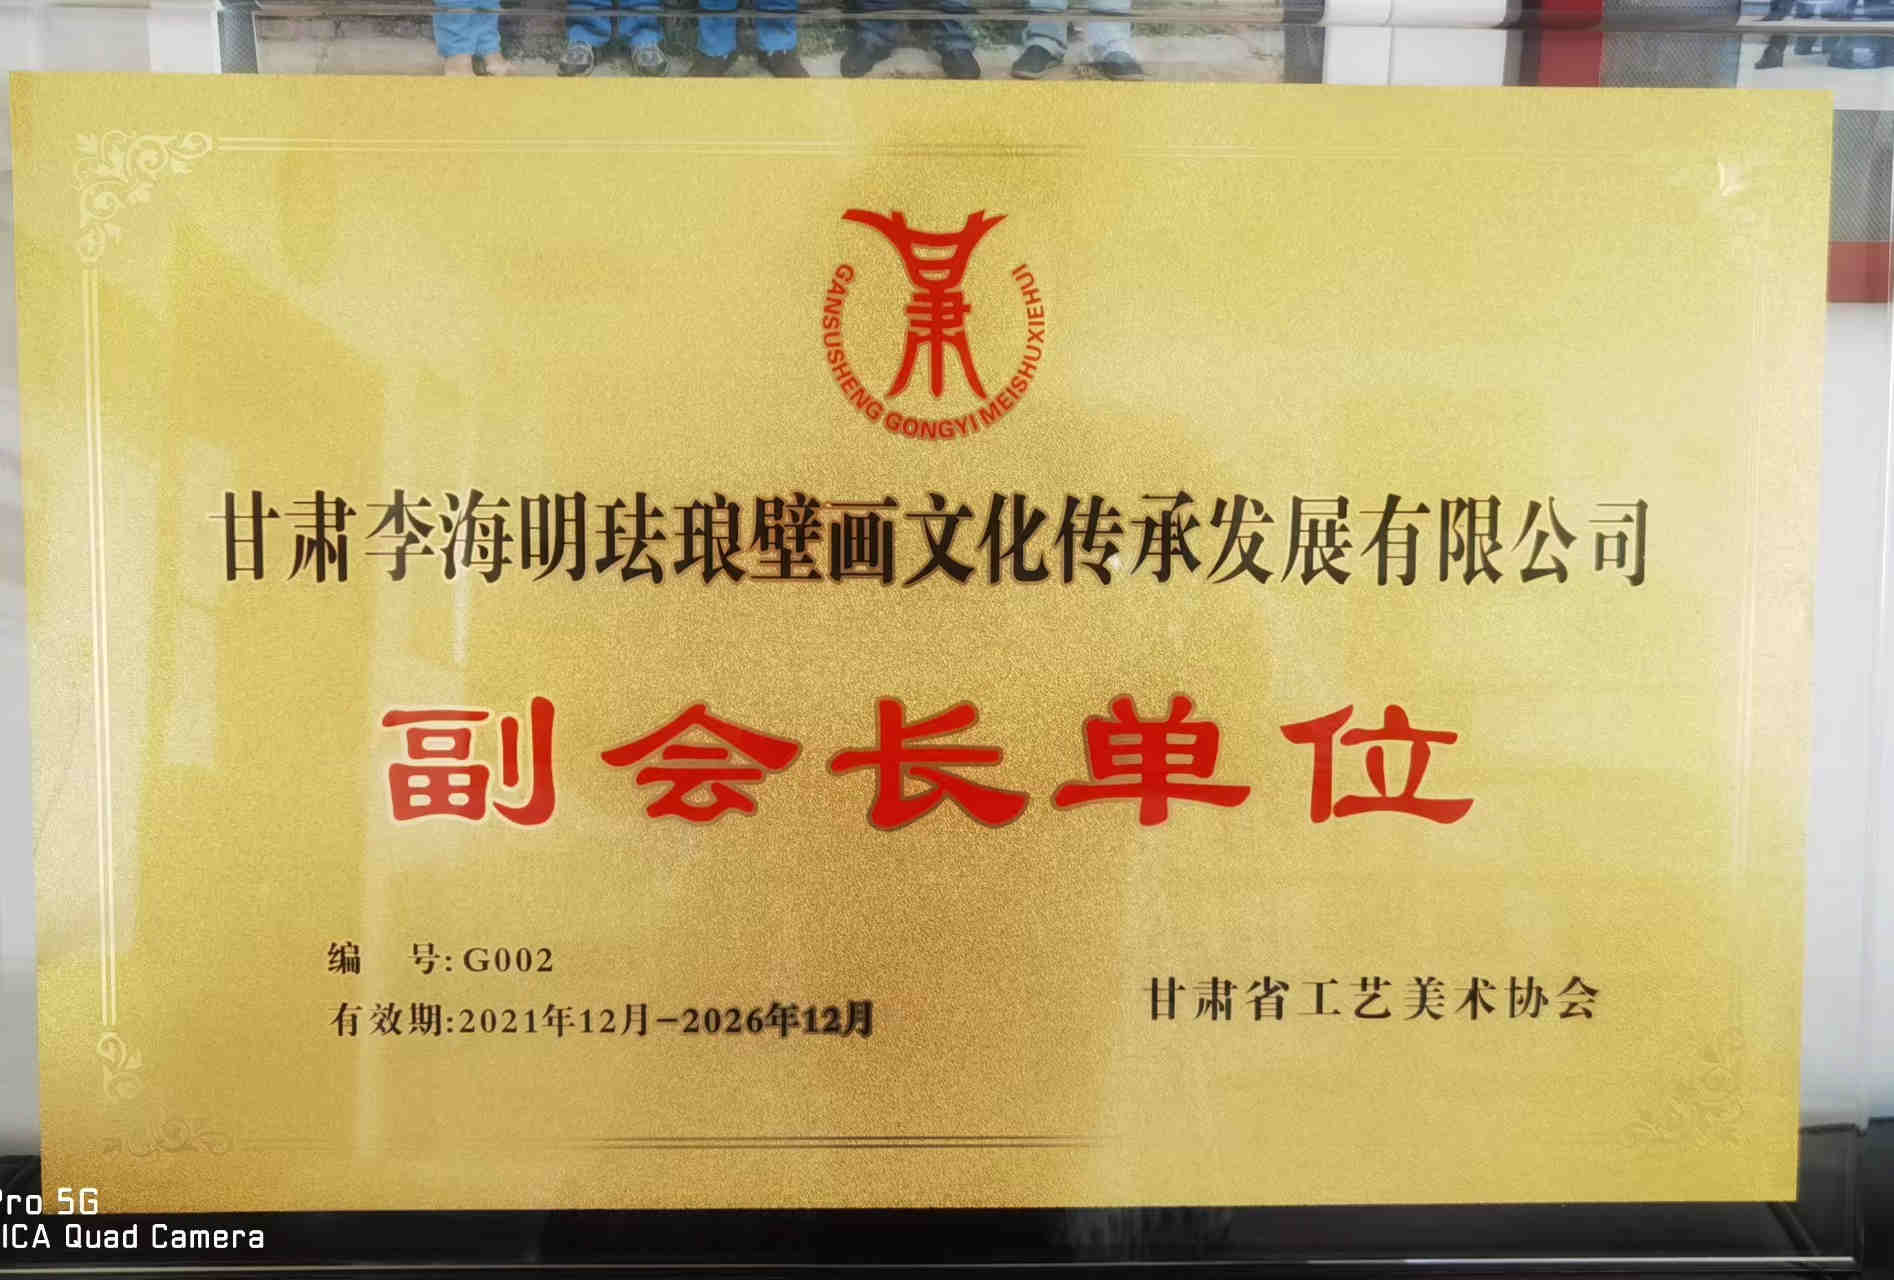 甘肃
GANSUSHENG GONGYI MEISHUXIEHUI
甘肃李海明珐琅壁画文化传承发展有限公司
副会长单位
编 号:G002
有效期:2021年12月-2026年12月
甘肃省工艺美术协会
Pro 5G
ICA Quad Camera